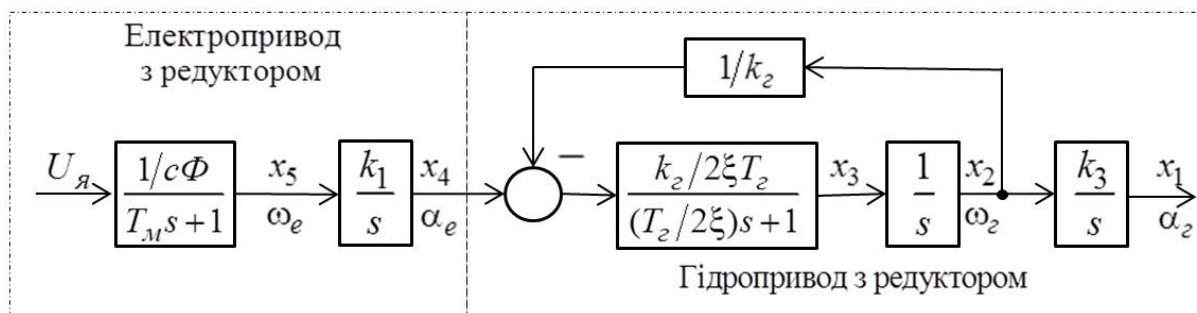 Електропривод
з редуктором
1/k_г
U_я
1/cΦ
T_м s+1
x_5
ω_e
k_1
s
x_4
α_e
−
k_г/2ξT_г
(T_г/2ξ)s+1
x_3
1
s
x_2
ω_г
k_3
s
x_1
α_г
Гідропривод з редуктором